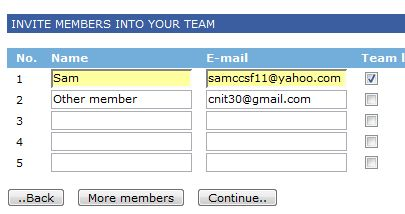 INVITE MEMBERS INTO YOUR TEAM
No. Name E-mail Team l
1 Sam samccsf11@yahoo.com
2 Other member cnit30@gmail.com
3
4
5
..Back More members Continue..